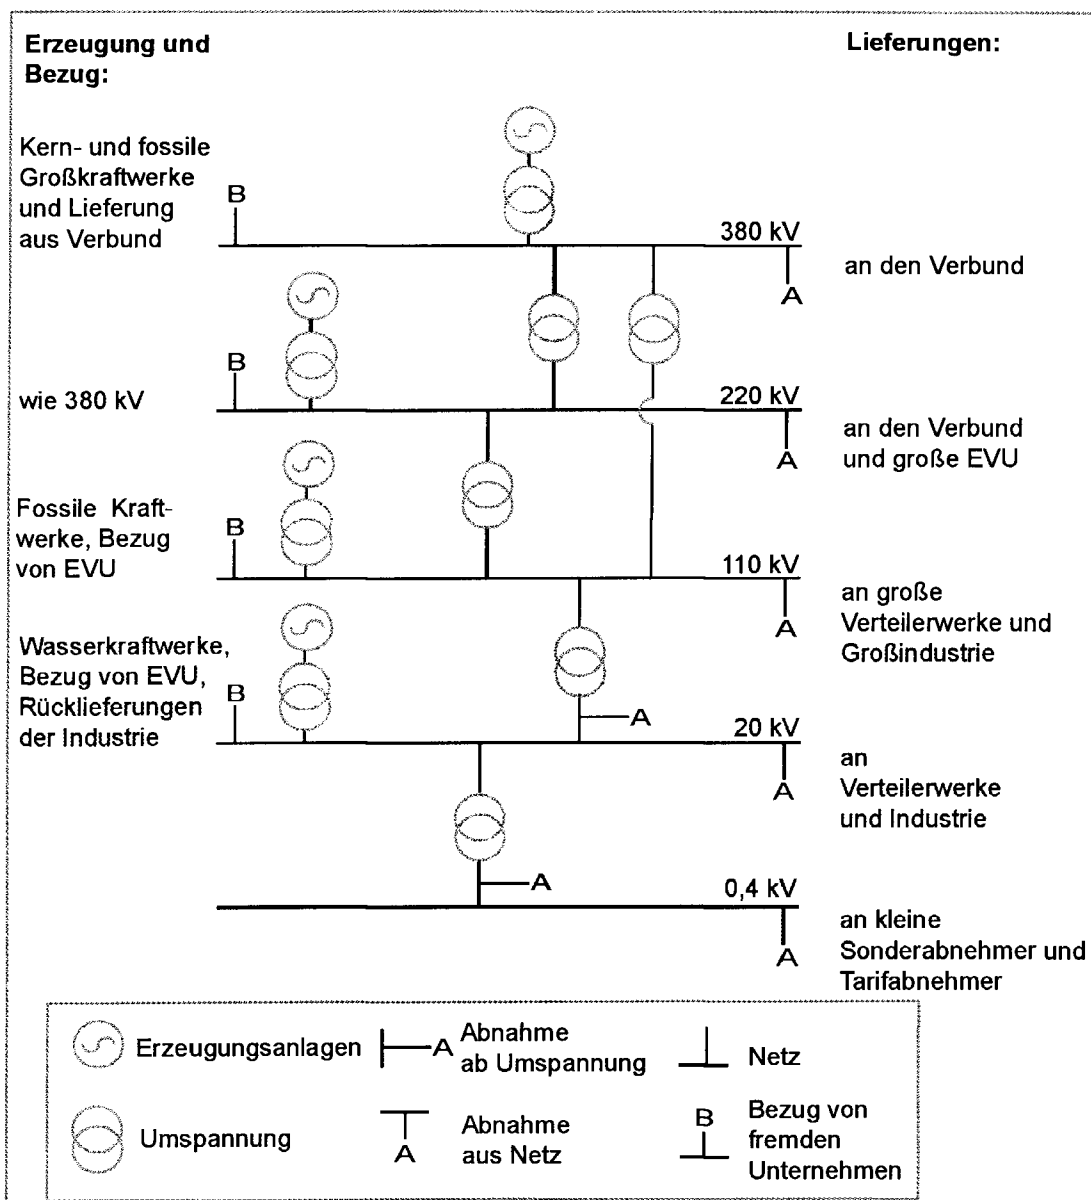 Erzeugung und
Bezug:
Lieferungen:
Kern- und fossile
Großkraftwerke
und Lieferung
aus Verbund
B
380 kV
A
an den Verbund
wie 380 kV
B
220 kV
A
an den Verbund
und große EVU
Fossile Kraft-
werke, Bezug
von EVU
B
110 kV
A
an große
Verteilerwerke und
Großindustrie
Wasserkraftwerke,
Bezug von EVU,
Rücklieferungen
der Industrie
B
A
20 kV
A
an
Verteilerwerke
und Industrie
A
0,4 kV
A
an kleine
Sonderabnehmer und
Tarifabnehmer
Erzeugungsanlagen
A
Abnahme
ab Umspannung
Netz
Umspannung
A
Abnahme
aus Netz
B
Bezug von
fremden
Unternehmen